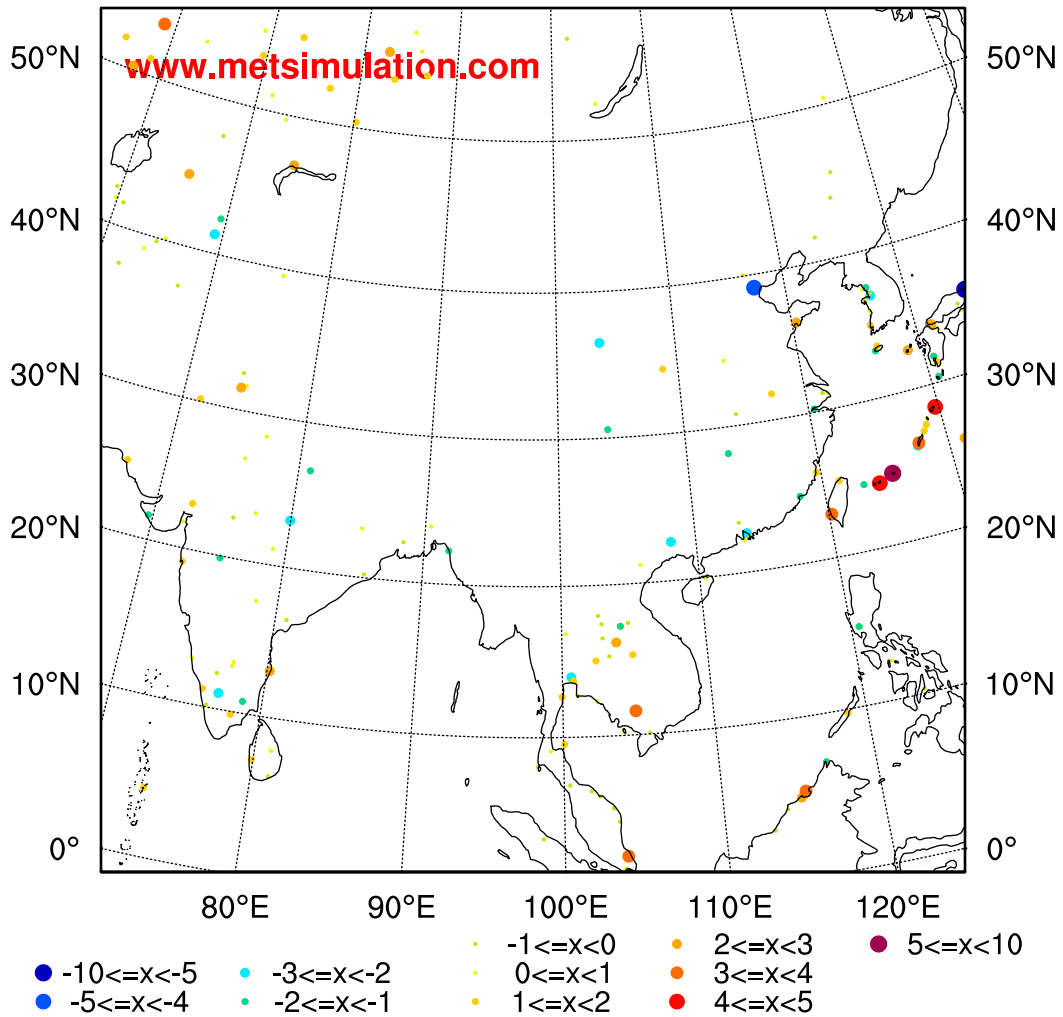 50°N 50°N
www.metsimulation.com
40°N 40°N
30°N 30°N
20°N 20°N
10°N 10°N
0° 0°
80°E 90°E 100°E 110°E 120°E
-1<=x<0 2<=x<3 5<=x<10
-10<=x<-5 -3<=x<-2 0<=x<1 3<=x<4
-5<=x<-4 -2<=x<-1 1<=x<2 4<=x<5